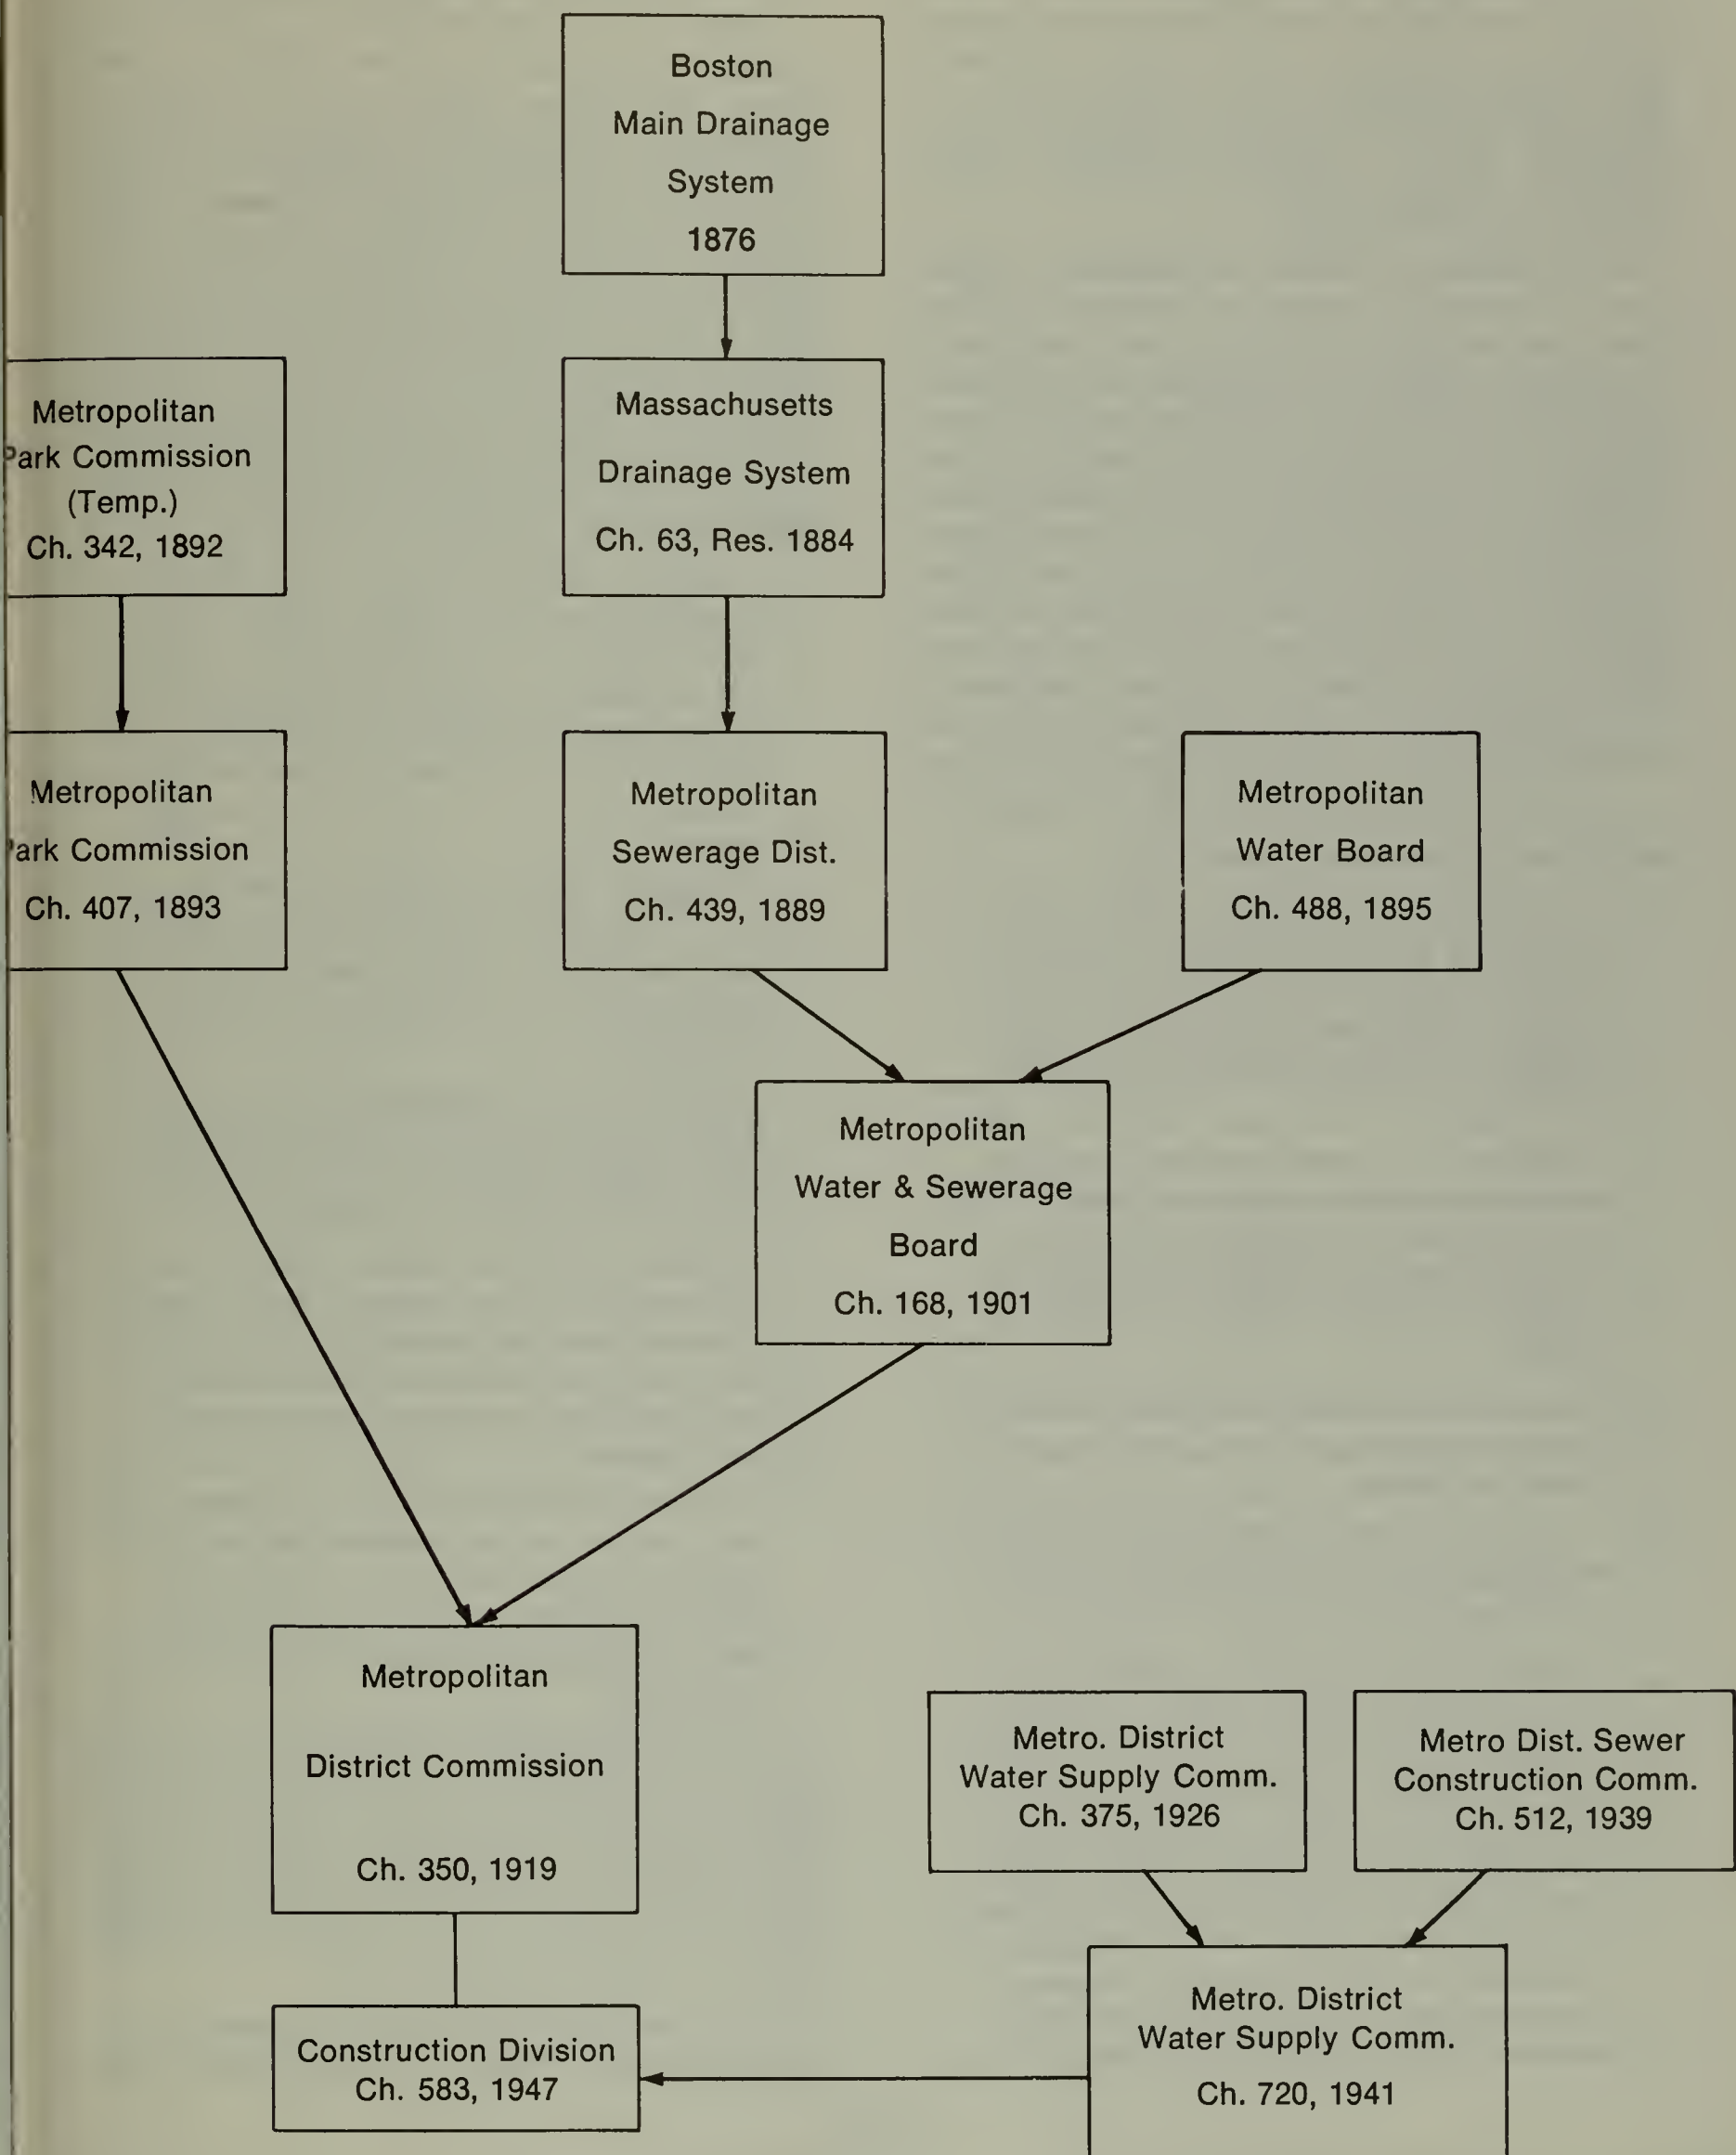 Boston
Main Drainage
System
1876
Metropolitan
Park Commission
(Temp.)
Ch. 342, 1892
Massachusetts
Drainage System
Ch. 63, Res. 1884
Metropolitan
Park Commission
Ch. 407, 1893
Metropolitan
Sewerage Dist.
Ch. 439, 1889
Metropolitan
Water Board
Ch. 488, 1895
Metropolitan
Water & Sewerage
Board
Ch. 168, 1901
Metropolitan
District Commission
Ch. 350, 1919
Metro. District
Water Supply Comm.
Ch. 375, 1926
Metro Dist. Sewer
Construction Comm.
Ch. 512, 1939
Construction Division
Ch. 583, 1947
Metro. District
Water Supply Comm.
Ch. 720, 1941